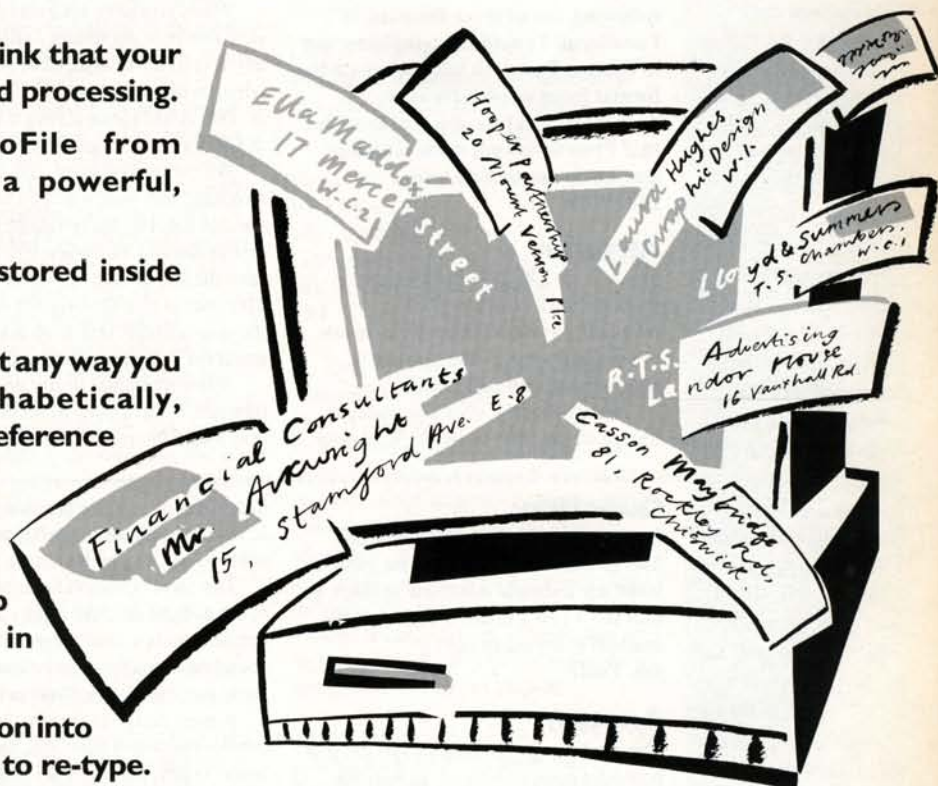 ink that your
d processing.
oFile from
a powerful,
stored inside
t any way you
habetically,
eference
in
on into
to re-type.
Ella Maddox
17 Mercer Street
W.C.2
Hooper Partnership
20 Mount Vernon Plce
Laura Hughes
Graphic Design
W.1.
Lloyd & Summers
T.S. Chambers.
W.C.1
R.T.S. Advertising
La ndor House
16 Vauxhall Rd.
Financial Consultants
Mr Arkwright
15, Stamford Ave. E.8
Casson Maybridge
81, Rockley Rd,
Chiswick.